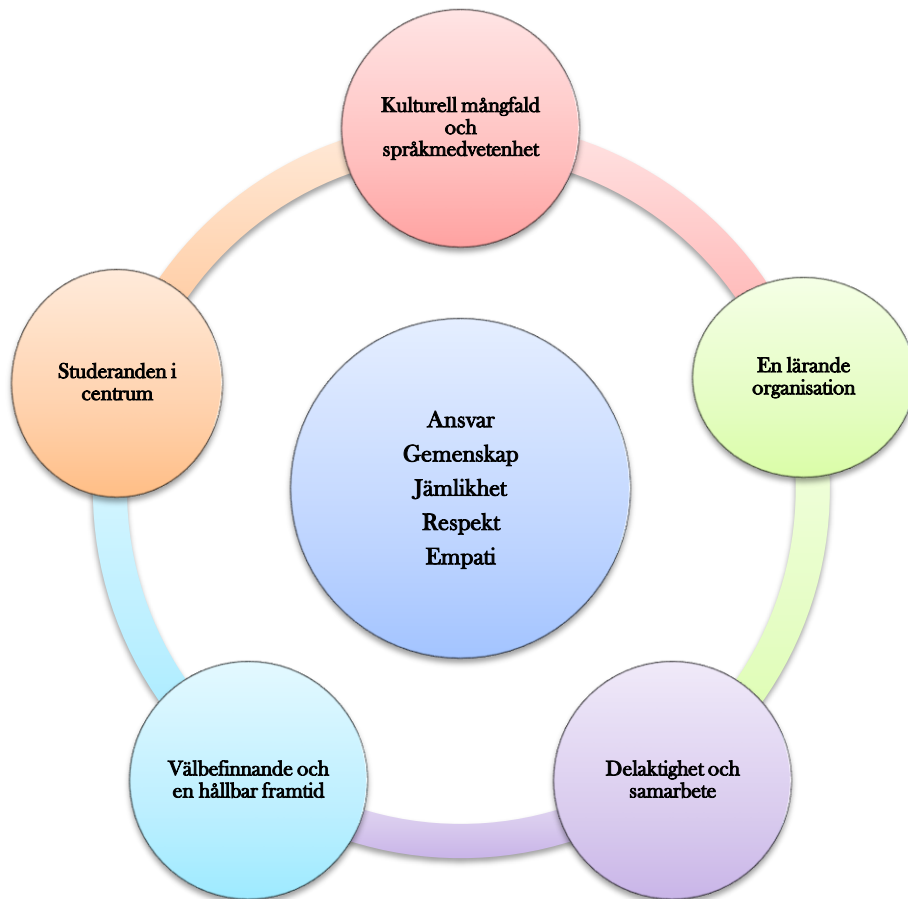 Kulturell mångfald
och
språkmedvetenhet
En lärande
organisation
Delaktighet och
samarbete
Välbefinnande och
en hållbar framtid
Studeranden i
centrum
Ansvar
Gemenskap
Jämlikhet
Respekt
Empati